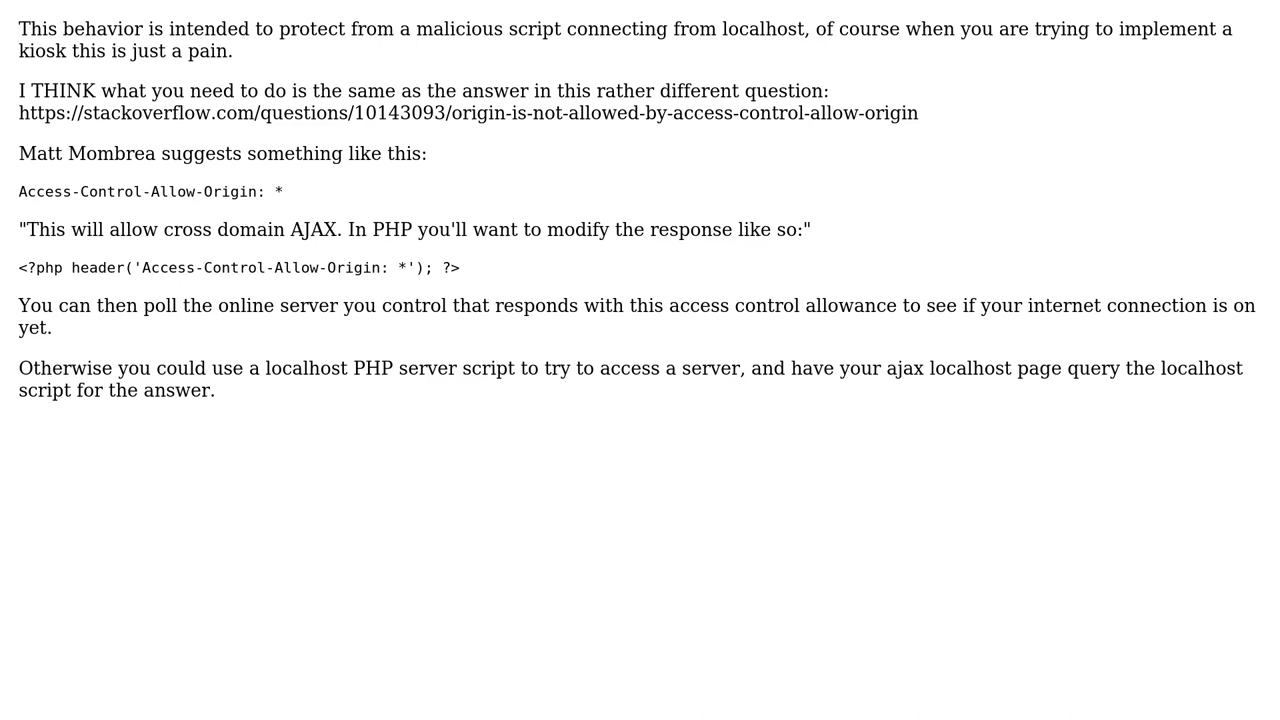 This behavior is intended to protect from a malicious script connecting from localhost, of course when you are trying to implement a
kiosk this is just a pain.
I THINK what you need to do is the same as the answer in this rather different question:
https://stackoverflow.com/questions/10143093/origin-is-not-allowed-by-access-control-allow-origin
Matt Mombrea suggests something like this:
Access-Control-Allow-Origin: *
"This will allow cross domain AJAX. In PHP you'll want to modify the response like so:"
<?php header('Access-Control-Allow-Origin: *'); ?>
You can then poll the online server you control that responds with this access control allowance to see if your internet connection is on
yet.
Otherwise you could use a localhost PHP server script to try to access a server, and have your ajax localhost page query the localhost
script for the answer.